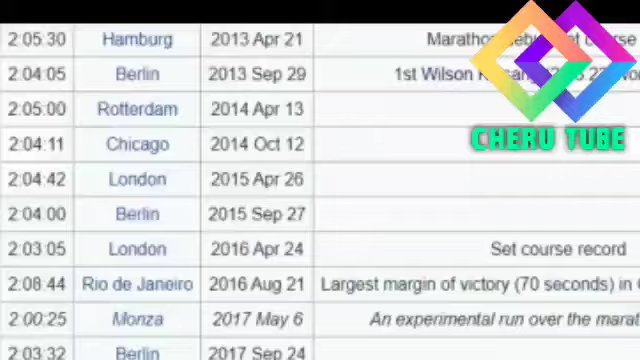 2:05:30 Hamburg 2013 Apr 21 course
2:04:05 Berlin 2013 Sep 29 1st Wilson
2:05:00 Rotterdam 2014 Apr 13
2:04:11 Chicago 2014 Oct 12
CHERU TUBE
2:04:42 London 2015 Apr 26
2:04:00 Berlin 2015 Sep 27
2:03:05 London 2016 Apr 24 Set course record
2:08:44 Rio de Janeiro 2016 Aug 21 Largest margin of victory (70 seconds) in
2:00:25 Monza 2017 May 6 An experimental run over the marat
2:03:32 Berlin 2017 Sep 24